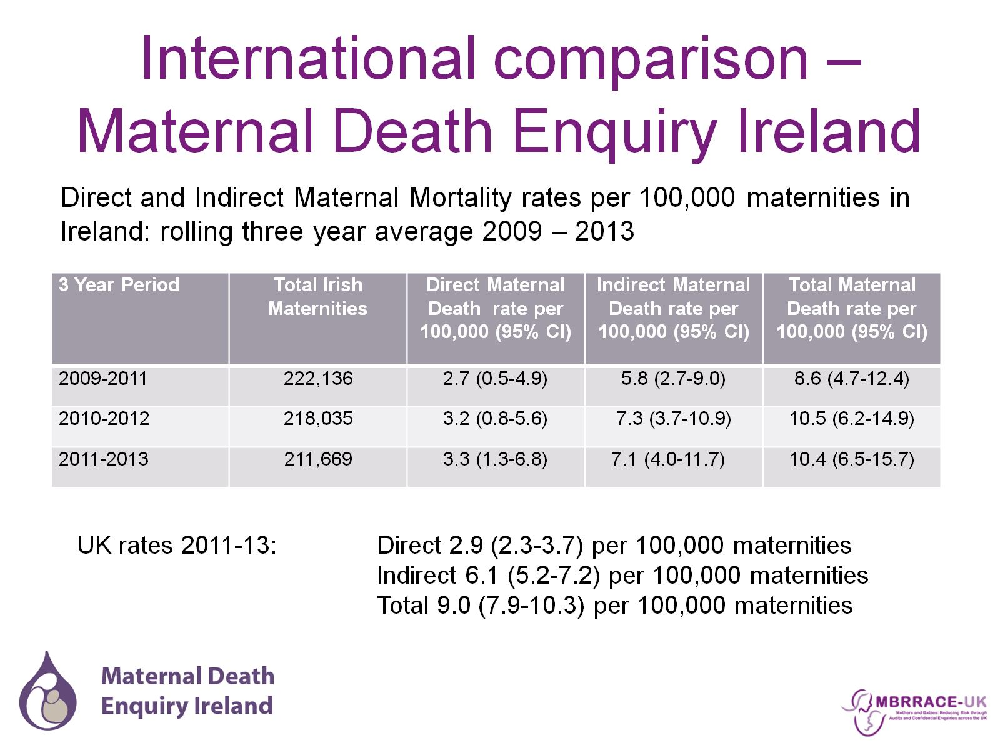 International comparison –
Maternal Death Enquiry Ireland
Direct and Indirect Maternal Mortality rates per 100,000 maternities in
Ireland: rolling three year average 2009 – 2013
3 Year Period Total Irish Maternities Direct Maternal Death rate per 100,000 (95% CI) Indirect Maternal Death rate per 100,000 (95% CI) Total Maternal Death rate per 100,000 (95% CI)
2009-2011 222,136 2.7 (0.5-4.9) 5.8 (2.7-9.0) 8.6 (4.7-12.4)
2010-2012 218,035 3.2 (0.8-5.6) 7.3 (3.7-10.9) 10.5 (6.2-14.9)
2011-2013 211,669 3.3 (1.3-6.8) 7.1 (4.0-11.7) 10.4 (6.5-15.7)
UK rates 2011-13: Direct 2.9 (2.3-3.7) per 100,000 maternities
Indirect 6.1 (5.2-7.2) per 100,000 maternities
Total 9.0 (7.9-10.3) per 100,000 maternities
Maternal Death
Enquiry Ireland
MBRRACE-UK
Mothers and Babies: Reducing Risk through
Audits and Confidential Enquiries across the UK